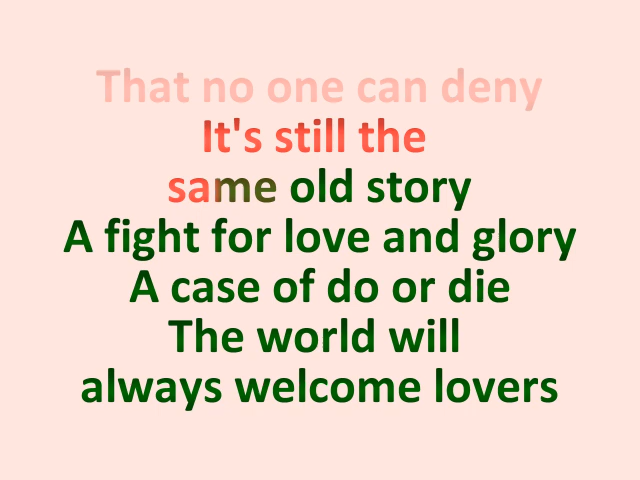 That no one can deny
It's still the
same old story
A fight for love and glory
A case of do or die
The world will
always welcome lovers